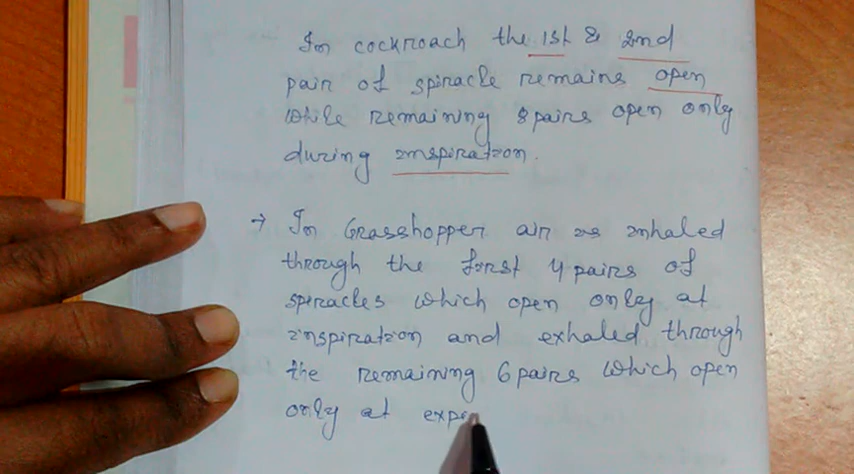 In cockroach the 1st & 2nd
pair of spiracle remains open
while remaining 8 pairs open only
during inspiration.
→ In Grasshopper air is inhaled
through the first 4 pairs of
spiracles which open only at
inspiration and exhaled through
the remaining 6 pairs which open
only at exp